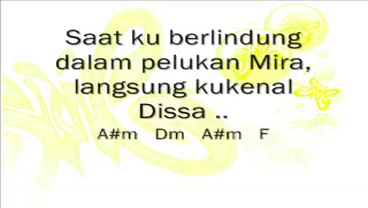 Saat ku berlindung
dalam pelukan Mira,
langsung kukenal
Dissa ..
A#m Dm A#m F